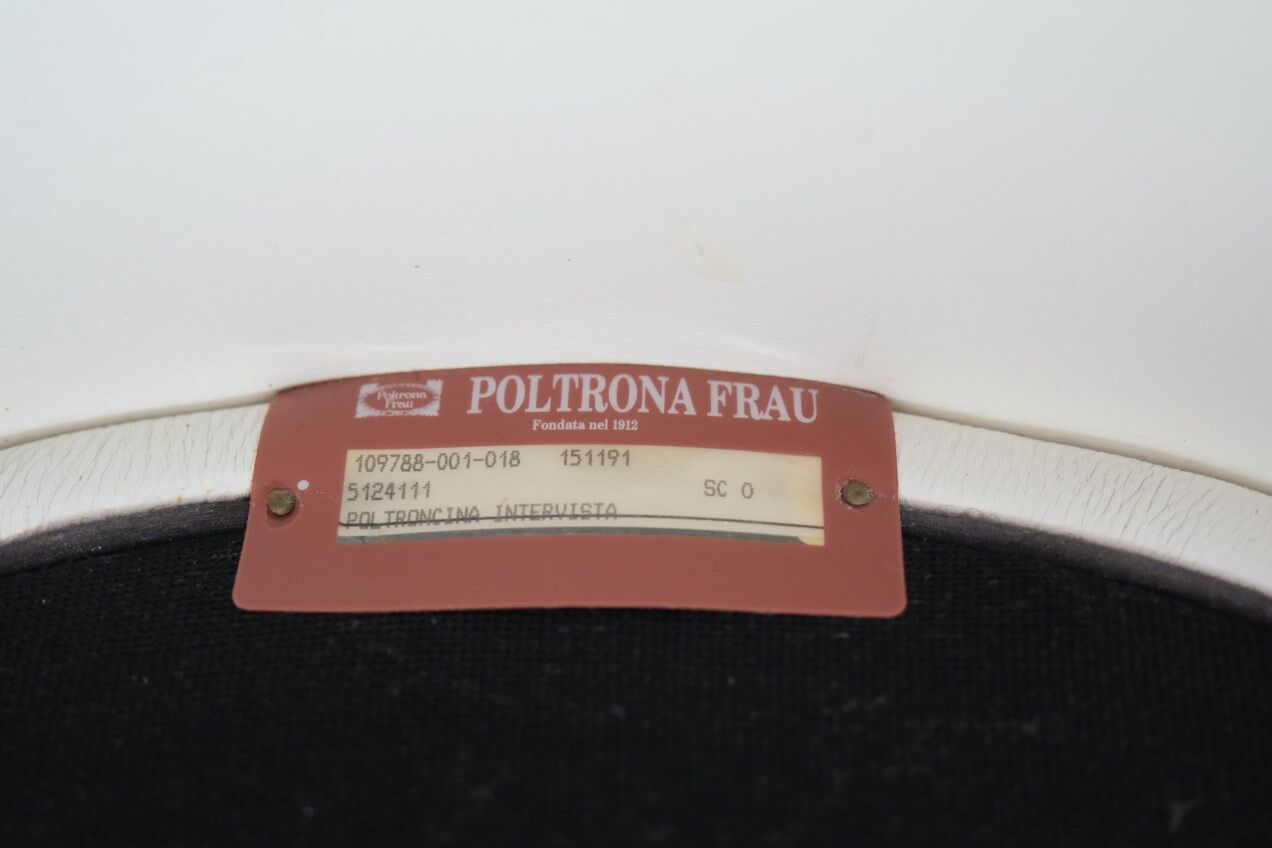 Poltrona
Frau
POLTRONA FRAU
Fondata nel 1912
109788-001-018 151191
5124111 SC 0
POLTRONCINA INTERVISTA